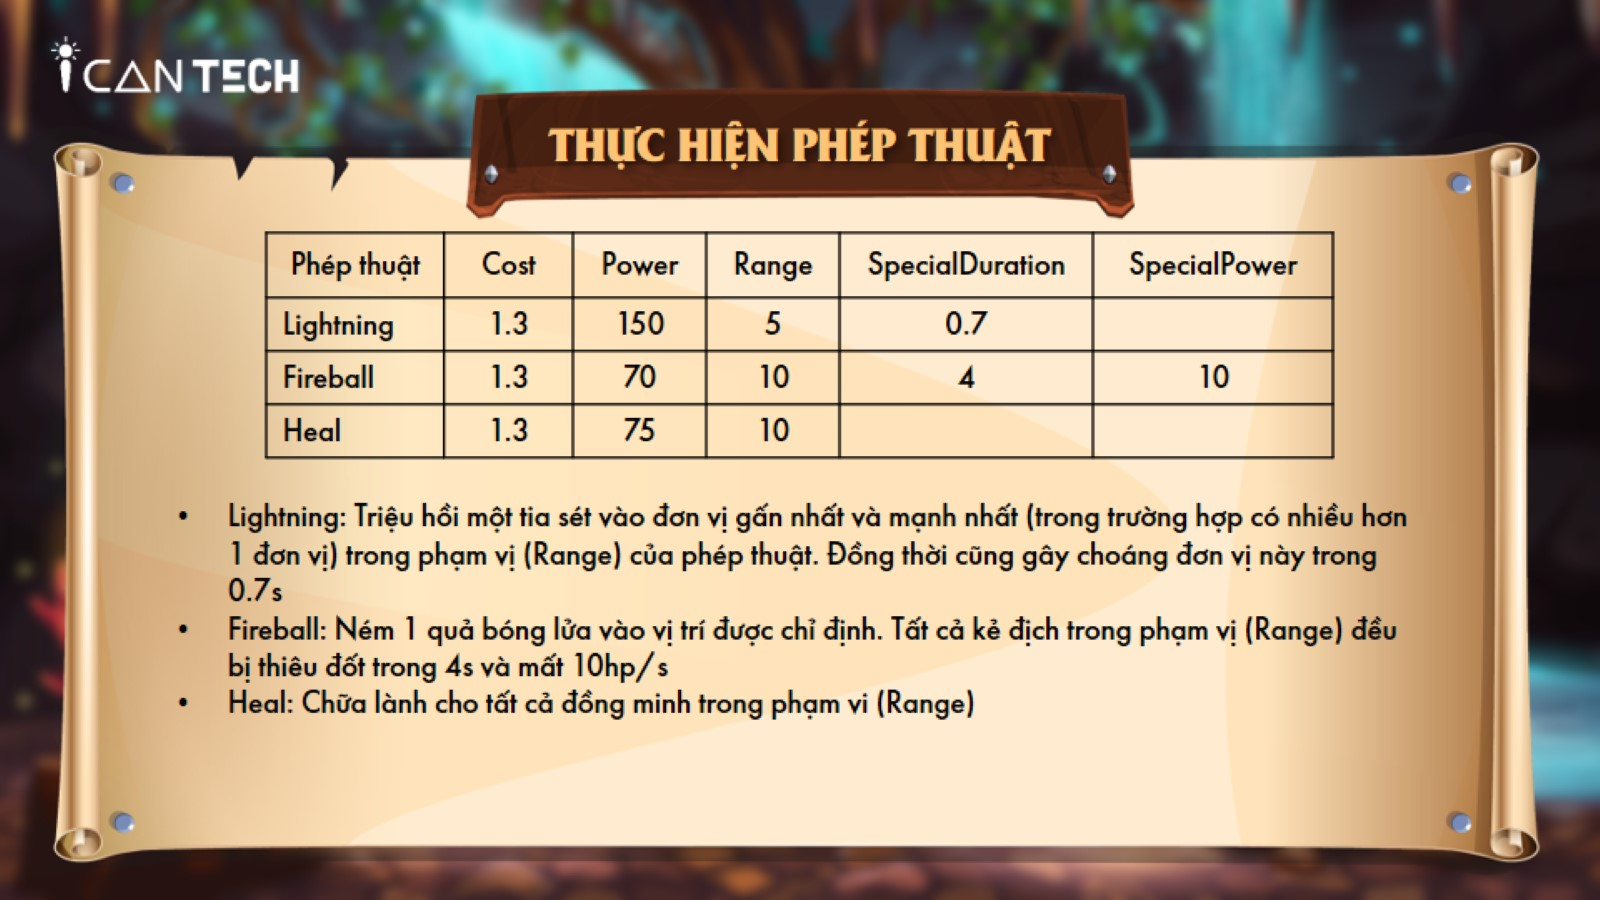 iCANTECH
THỰC HIỆN PHÉP THUẬT
Phép thuật Cost Power Range SpecialDuration SpecialPower
Lightning 1.3 150 5 0.7
Fireball 1.3 70 10 4 10
Heal 1.3 75 10
• Lightning: Triệu hồi một tia sét vào đơn vị gấn nhất và mạnh nhất (trong trường hợp có nhiều hơn
1 đơn vị) trong phạm vị (Range) của phép thuật. Đồng thời cũng gây choáng đơn vị này trong
0.7s
• Fireball: Ném 1 quả bóng lửa vào vị trí được chỉ định. Tất cả kẻ địch trong phạm vị (Range) đều
bị thiêu đốt trong 4s và mất 10hp/s
• Heal: Chữa lành cho tất cả đồng minh trong phạm vi (Range)